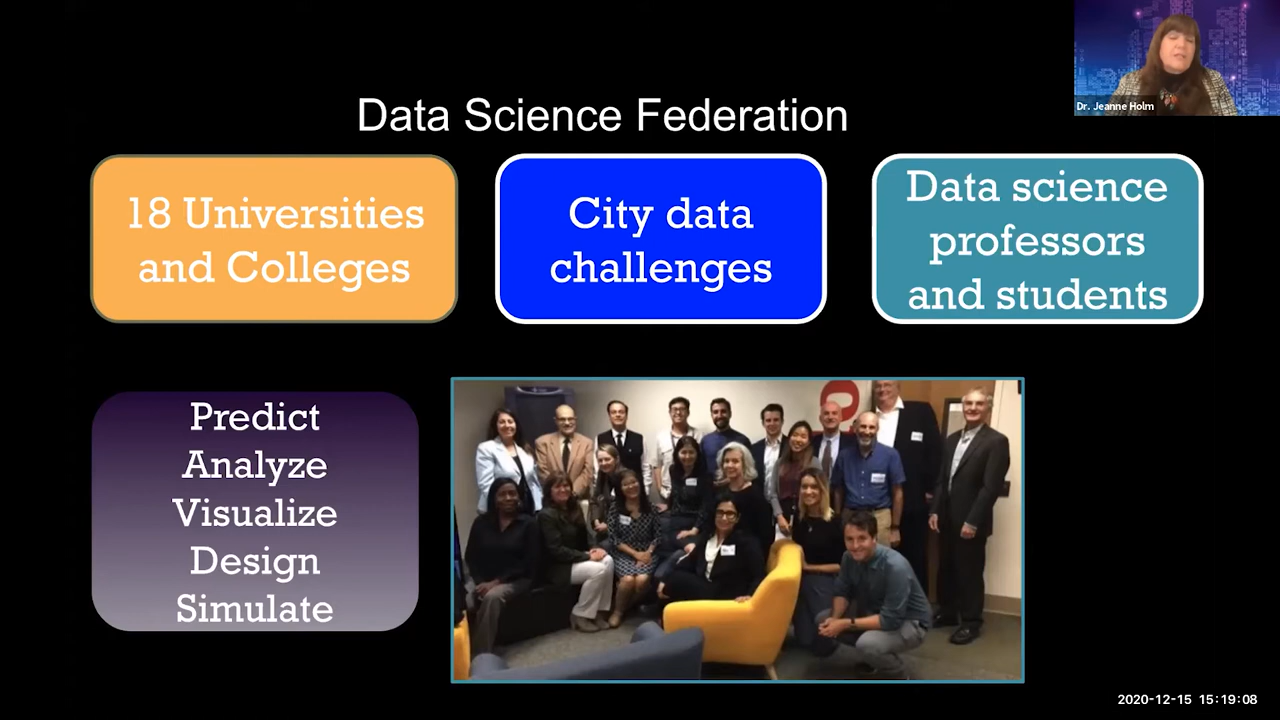 Dr. Jeanne Holm
Data Science Federation
18 Universities
and Colleges
City data
challenges
Data science
professors
and students
Predict
Analyze
Visualize
Design
Simulate
2020-12-15 15:19:08